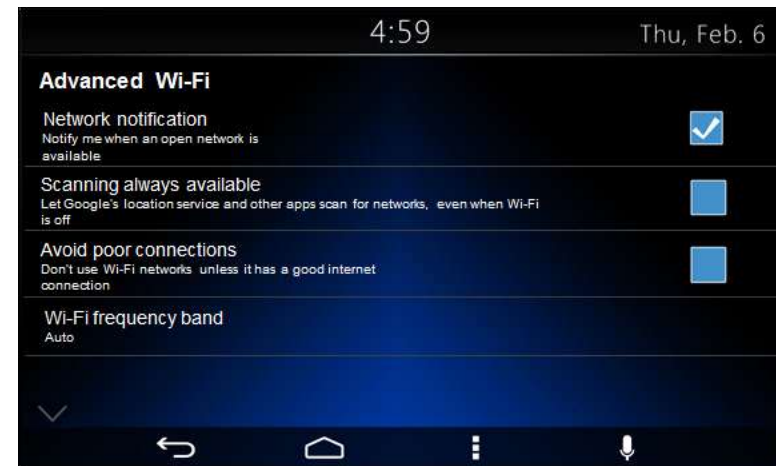 4:59 Thu, Feb. 6
Advanced Wi-Fi
Network notification
Notify me when an open network is
available
Scanning always available
Let Google's location service and other apps scan for networks, even when Wi-Fi
is off
Avoid poor connections
Don't use Wi-Fi networks unless it has a good internet
connection
Wi-Fi frequency band
Auto